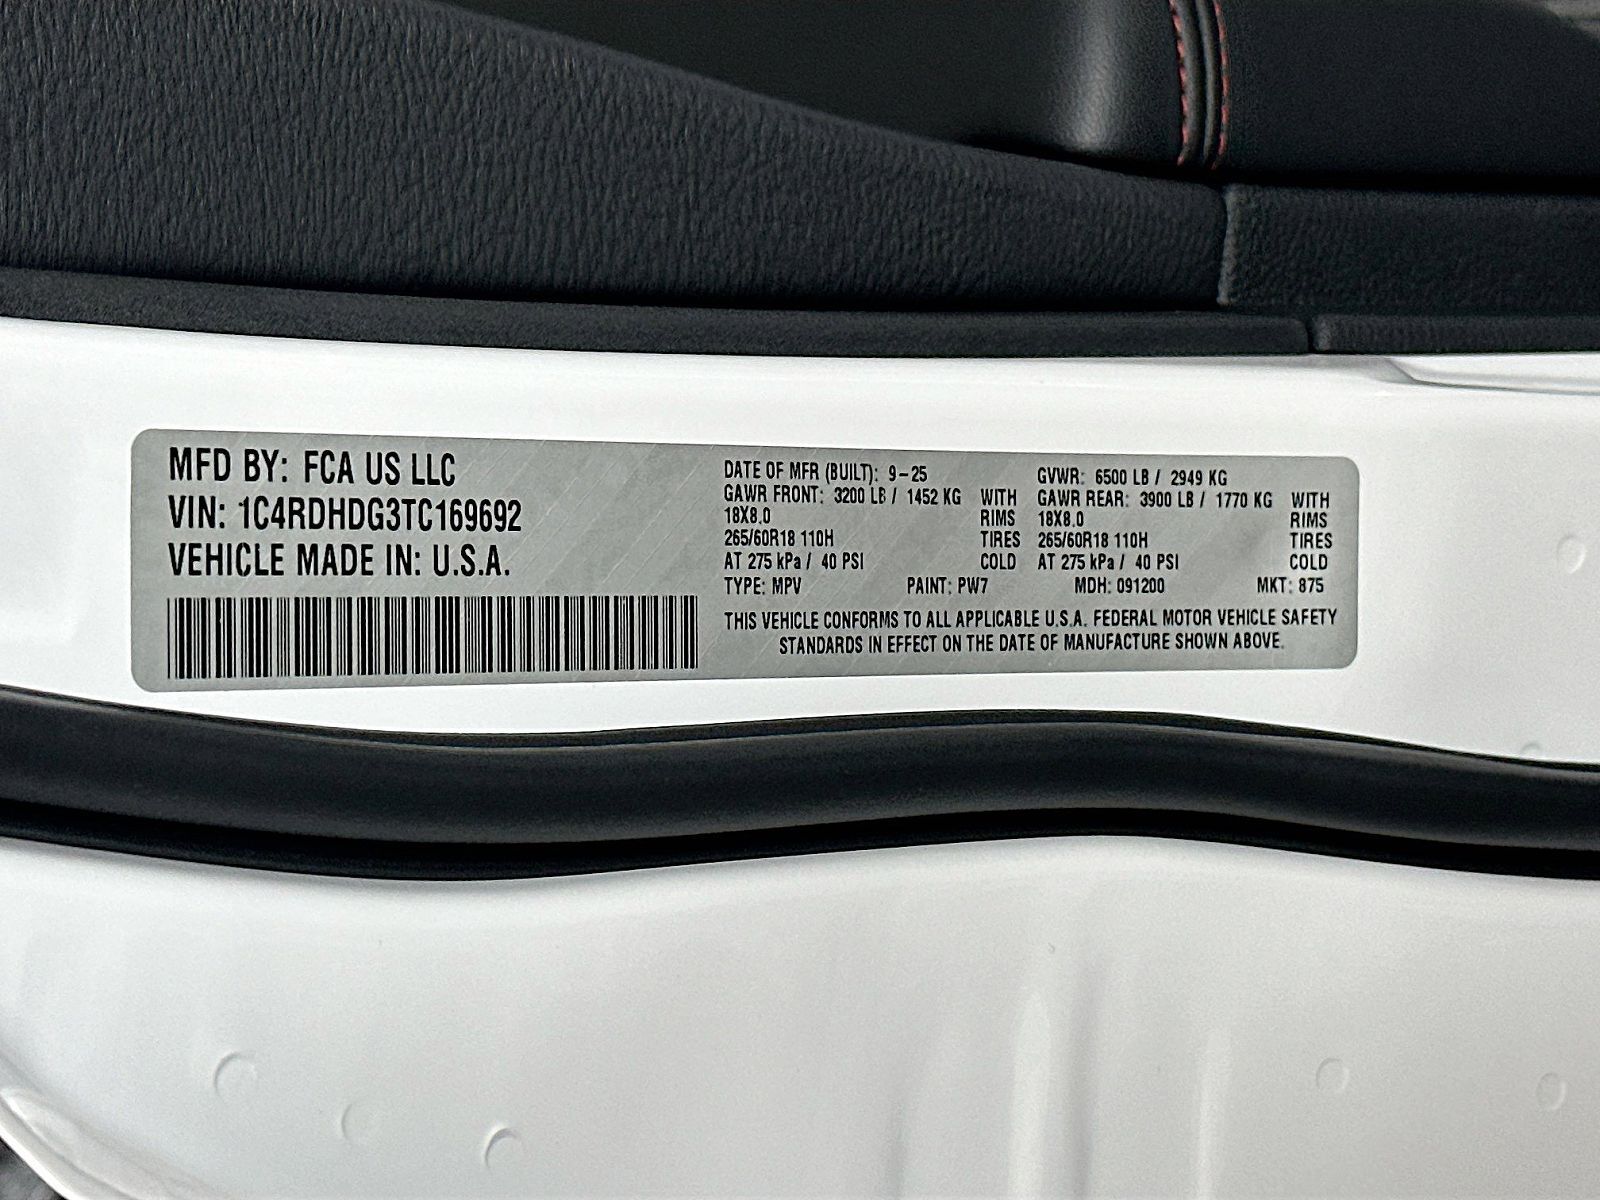 MFD BY: FCA US LLC
VIN: 1C4RDHDG3TC169692
VEHICLE MADE IN: U.S.A.
DATE OF MFR (BUILT): 9-25 GVWR: 6500 LB / 2949 KG
GAWR FRONT: 3200 LB / 1452 KG WITH GAWR REAR: 3900 LB / 1770 KG WITH
18X8.0 RIMS 18X8.0 RIMS
265/60R18 110H TIRES 265/60R18 110H TIRES
AT 275 kPa / 40 PSI COLD AT 275 kPa / 40 PSI COLD
TYPE: MPV PAINT: PW7 MDH: 091200 MKT: 875
THIS VEHICLE CONFORMS TO ALL APPLICABLE U.S.A. FEDERAL MOTOR VEHICLE SAFETY
STANDARDS IN EFFECT ON THE DATE OF MANUFACTURE SHOWN ABOVE.